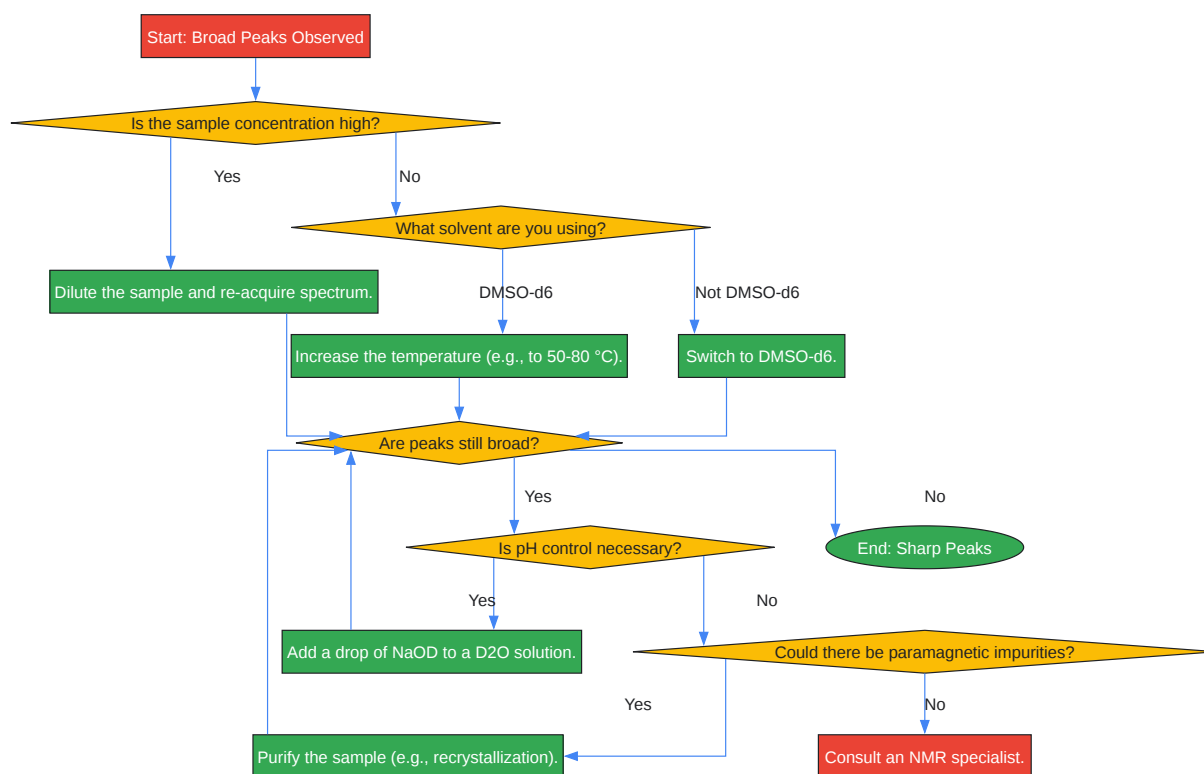 Start: Broad Peaks Observed
Is the sample concentration high?
Yes
No
What solvent are you using?
Dilute the sample and re-acquire spectrum.
DMSO-d6
Not DMSO-d6
Increase the temperature (e.g., to 50-80 °C).
Switch to DMSO-d6.
Are peaks still broad?
Yes
No
Is pH control necessary?
End: Sharp Peaks
Yes
No
Add a drop of NaOD to a D2O solution.
Could there be paramagnetic impurities?
Yes
No
Purify the sample (e.g., recrystallization).
Consult an NMR specialist.